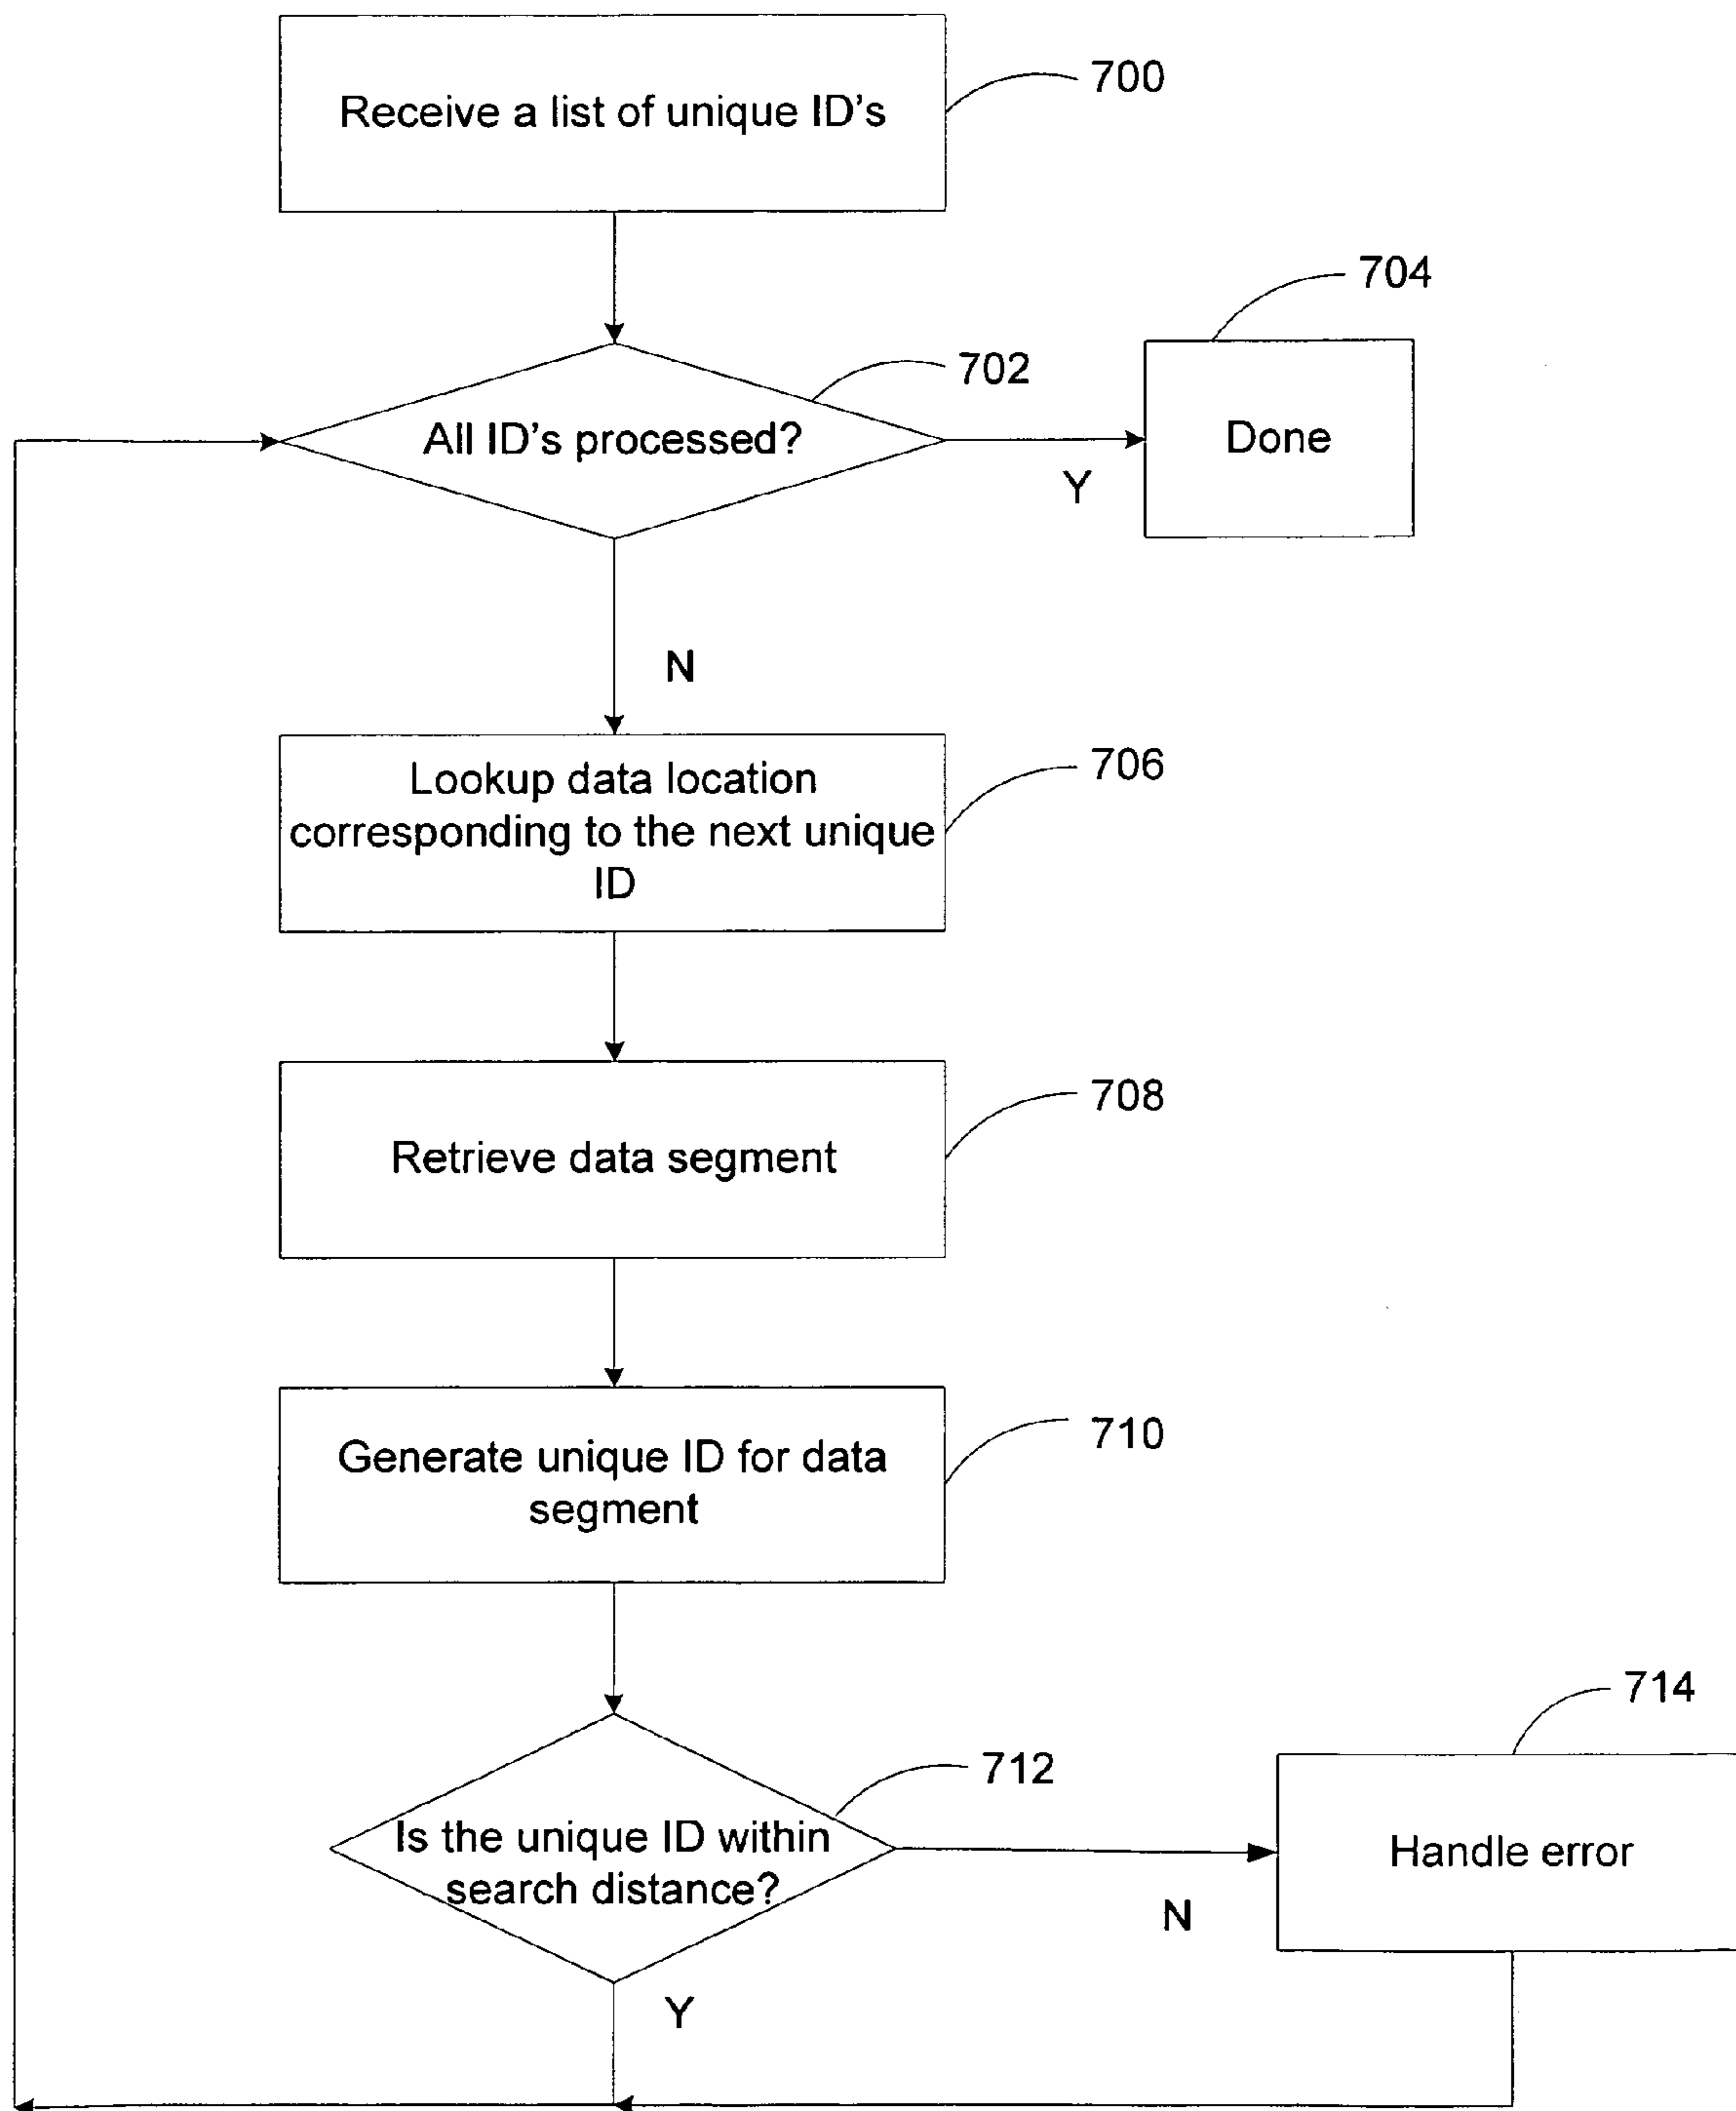 Receive a list of unique ID's
700
704
702
All ID's processed?
Done
Y
N
Lookup data location
corresponding to the next unique
ID
706
Retrieve data segment
708
Generate unique ID for data
segment
710
714
712
Is the unique ID within
search distance?
Handle error
N
Y